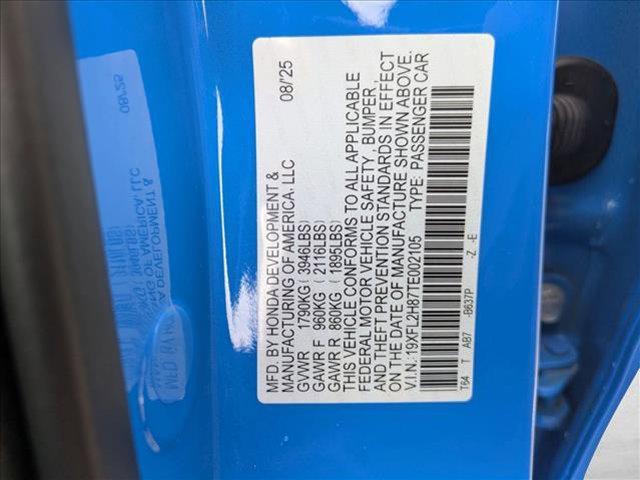 MFD. BY HONDA DEVELOPMENT & 08/'25
MANUFACTURING OF AMERICA, LLC
GVWR 1790KG (3946LBS)
GAWR F 960KG (2116LBS)
GAWR R 860KG (1895LBS)
THIS VEHICLE CONFORMS TO ALL APPLICABLE
FEDERAL MOTOR VEHICLE SAFETY, BUMPER,
AND THEFT PREVENTION STANDARDS IN EFFECT
ON THE DATE OF MANUFACTURE SHOWN ABOVE.
V.I.N: 19XFL2H87TE002105 TYPE: PASSENGER CAR
T64 T AB7 -B637P -Z -E